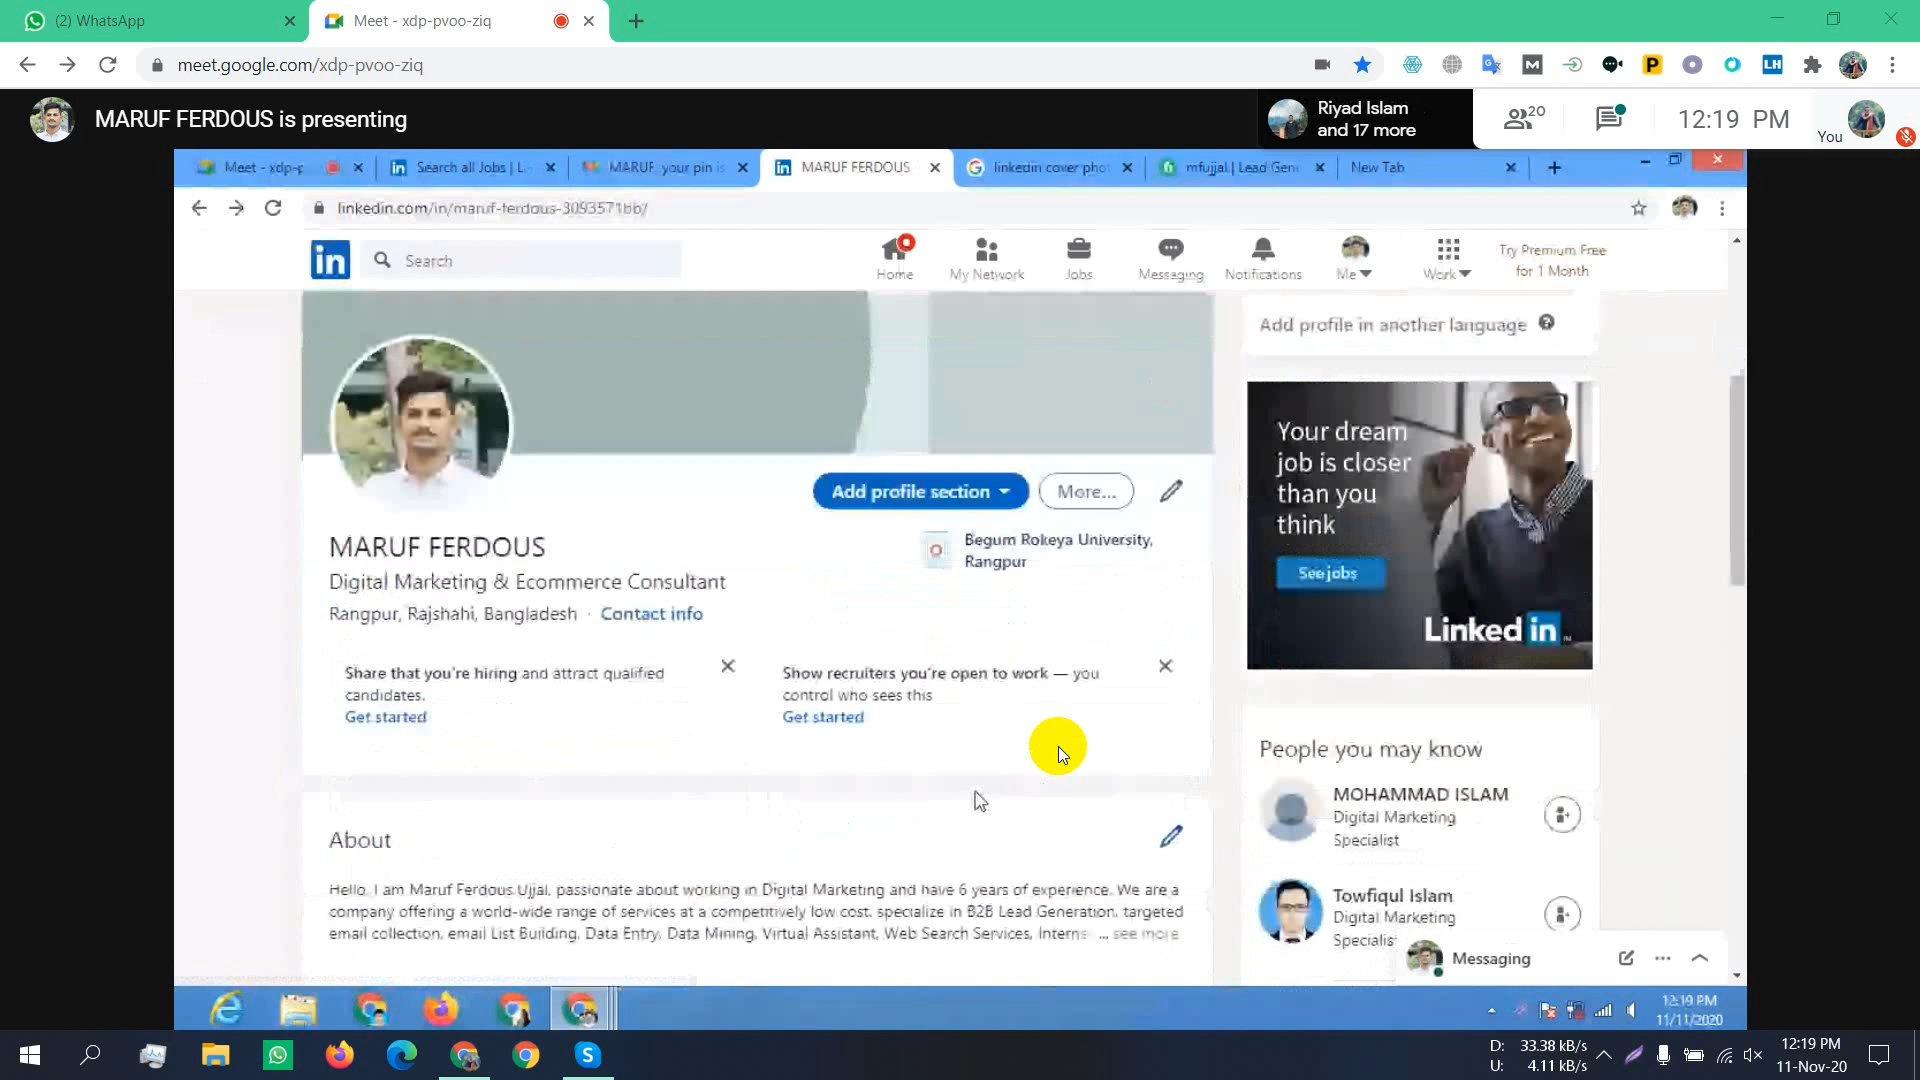 (2) WhatsApp
Meet - xdp-pvoo-ziq
meet.google.com/xdp-pvoo-ziq
MARUF FERDOUS is presenting
Riyad Islam
and 17 more
20
12:19 PM
You
Meet - xdp-p
Search all Jobs | L
MARUF, your pin is
MARUF FERDOUS
linkedin cover phot
mfujjal | Lead Gene
New Tab
linkedin.com/in/maruf-ferdous-3093571bb/
in
Search
Home
My Network
Jobs
Messaging
Notifications
Me
Work
Try Premium Free
for 1 Month
Add profile in another language
Your dream
job is closer
than you
think
See jobs
Linked in
Add profile section
More...
MARUF FERDOUS
Digital Marketing & Ecommerce Consultant
Rangpur, Rajshahi, Bangladesh · Contact info
Begum Rokeya University,
Rangpur
Share that you're hiring and attract qualified
candidates.
Get started
Show recruiters you're open to work — you
control who sees this
Get started
People you may know
MOHAMMAD ISLAM
Digital Marketing
Specialist
Towfiqul Islam
Digital Marketing
Specialis
About
Hello, I am Maruf Ferdous Ujjal, passionate about working in Digital Marketing and have 6 years of experience. We are a
company offering a world-wide range of services at a competitively low cost. specialize in B2B Lead Generation, targeted
email collection, email List Building, Data Entry, Data Mining, Virtual Assistant, Web Search Services, Interne ... see more
Messaging
12:19 PM
11/11/2020
D: 33.38 kB/s
U: 4.11 kB/s
12:19 PM
11-Nov-20